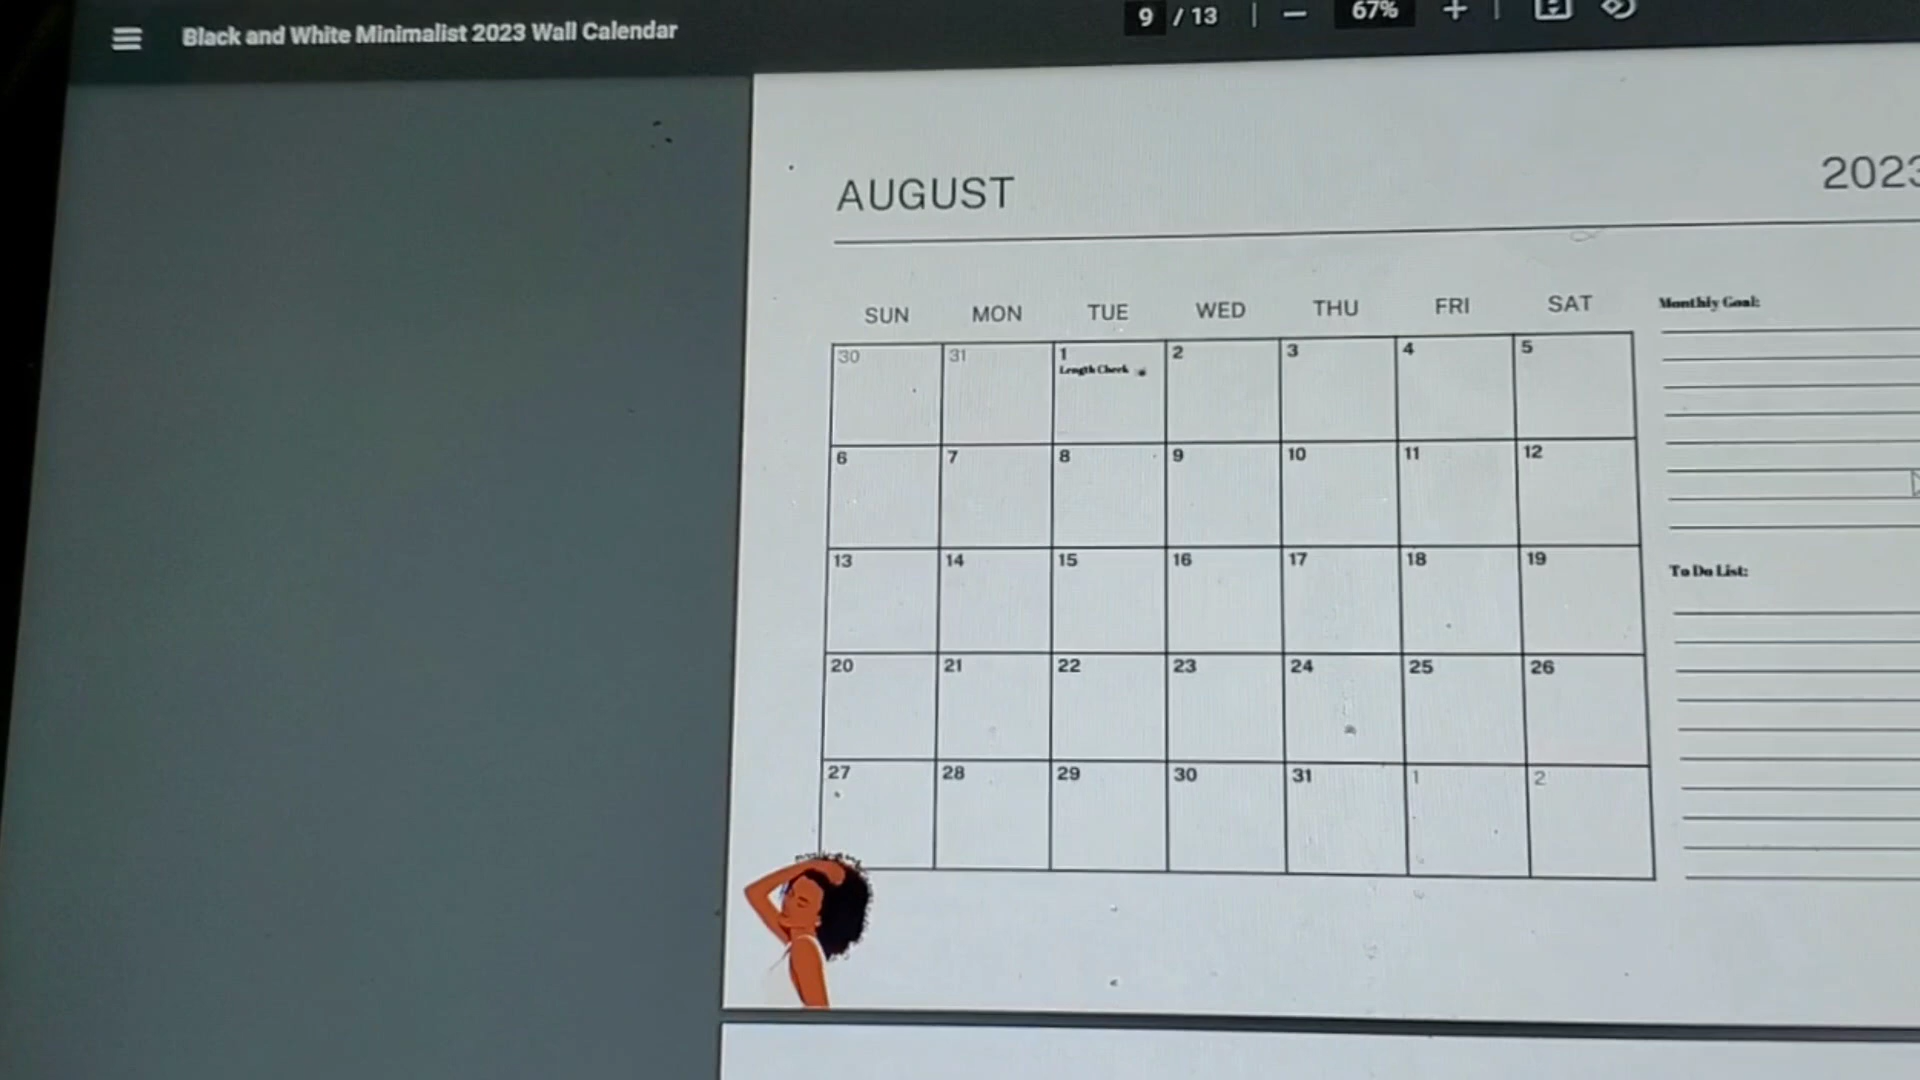 Black and White Minimalist 2023 Wall Calendar
9 / 13
67%
AUGUST
2023
SUN MON TUE WED THU FRI SAT
30 31 1 2 3 4 5
Length Check
6 7 8 9 10 11 12
13 14 15 16 17 18 19
20 21 22 23 24 25 26
27 28 29 30 31 1 2
Monthly Goal:
To Do List: